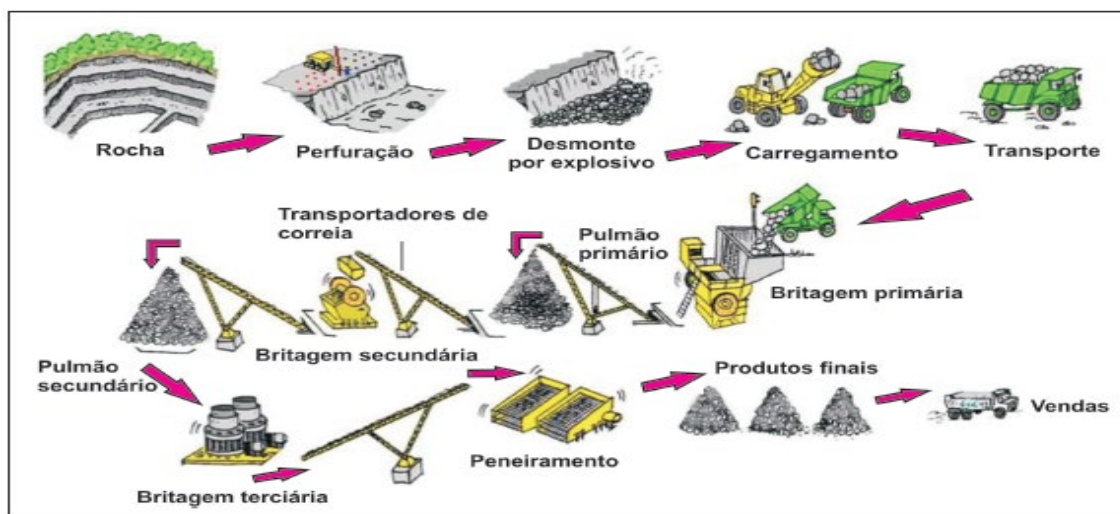 Rocha
Perfuração
Desmonte
por explosivo
Carregamento
Transporte
Transportadores de
correia
Pulmão
primário
Britagem primária
Britagem secundária
Pulmão
secundário
Britagem terciária
Peneiramento
Produtos finais
Vendas